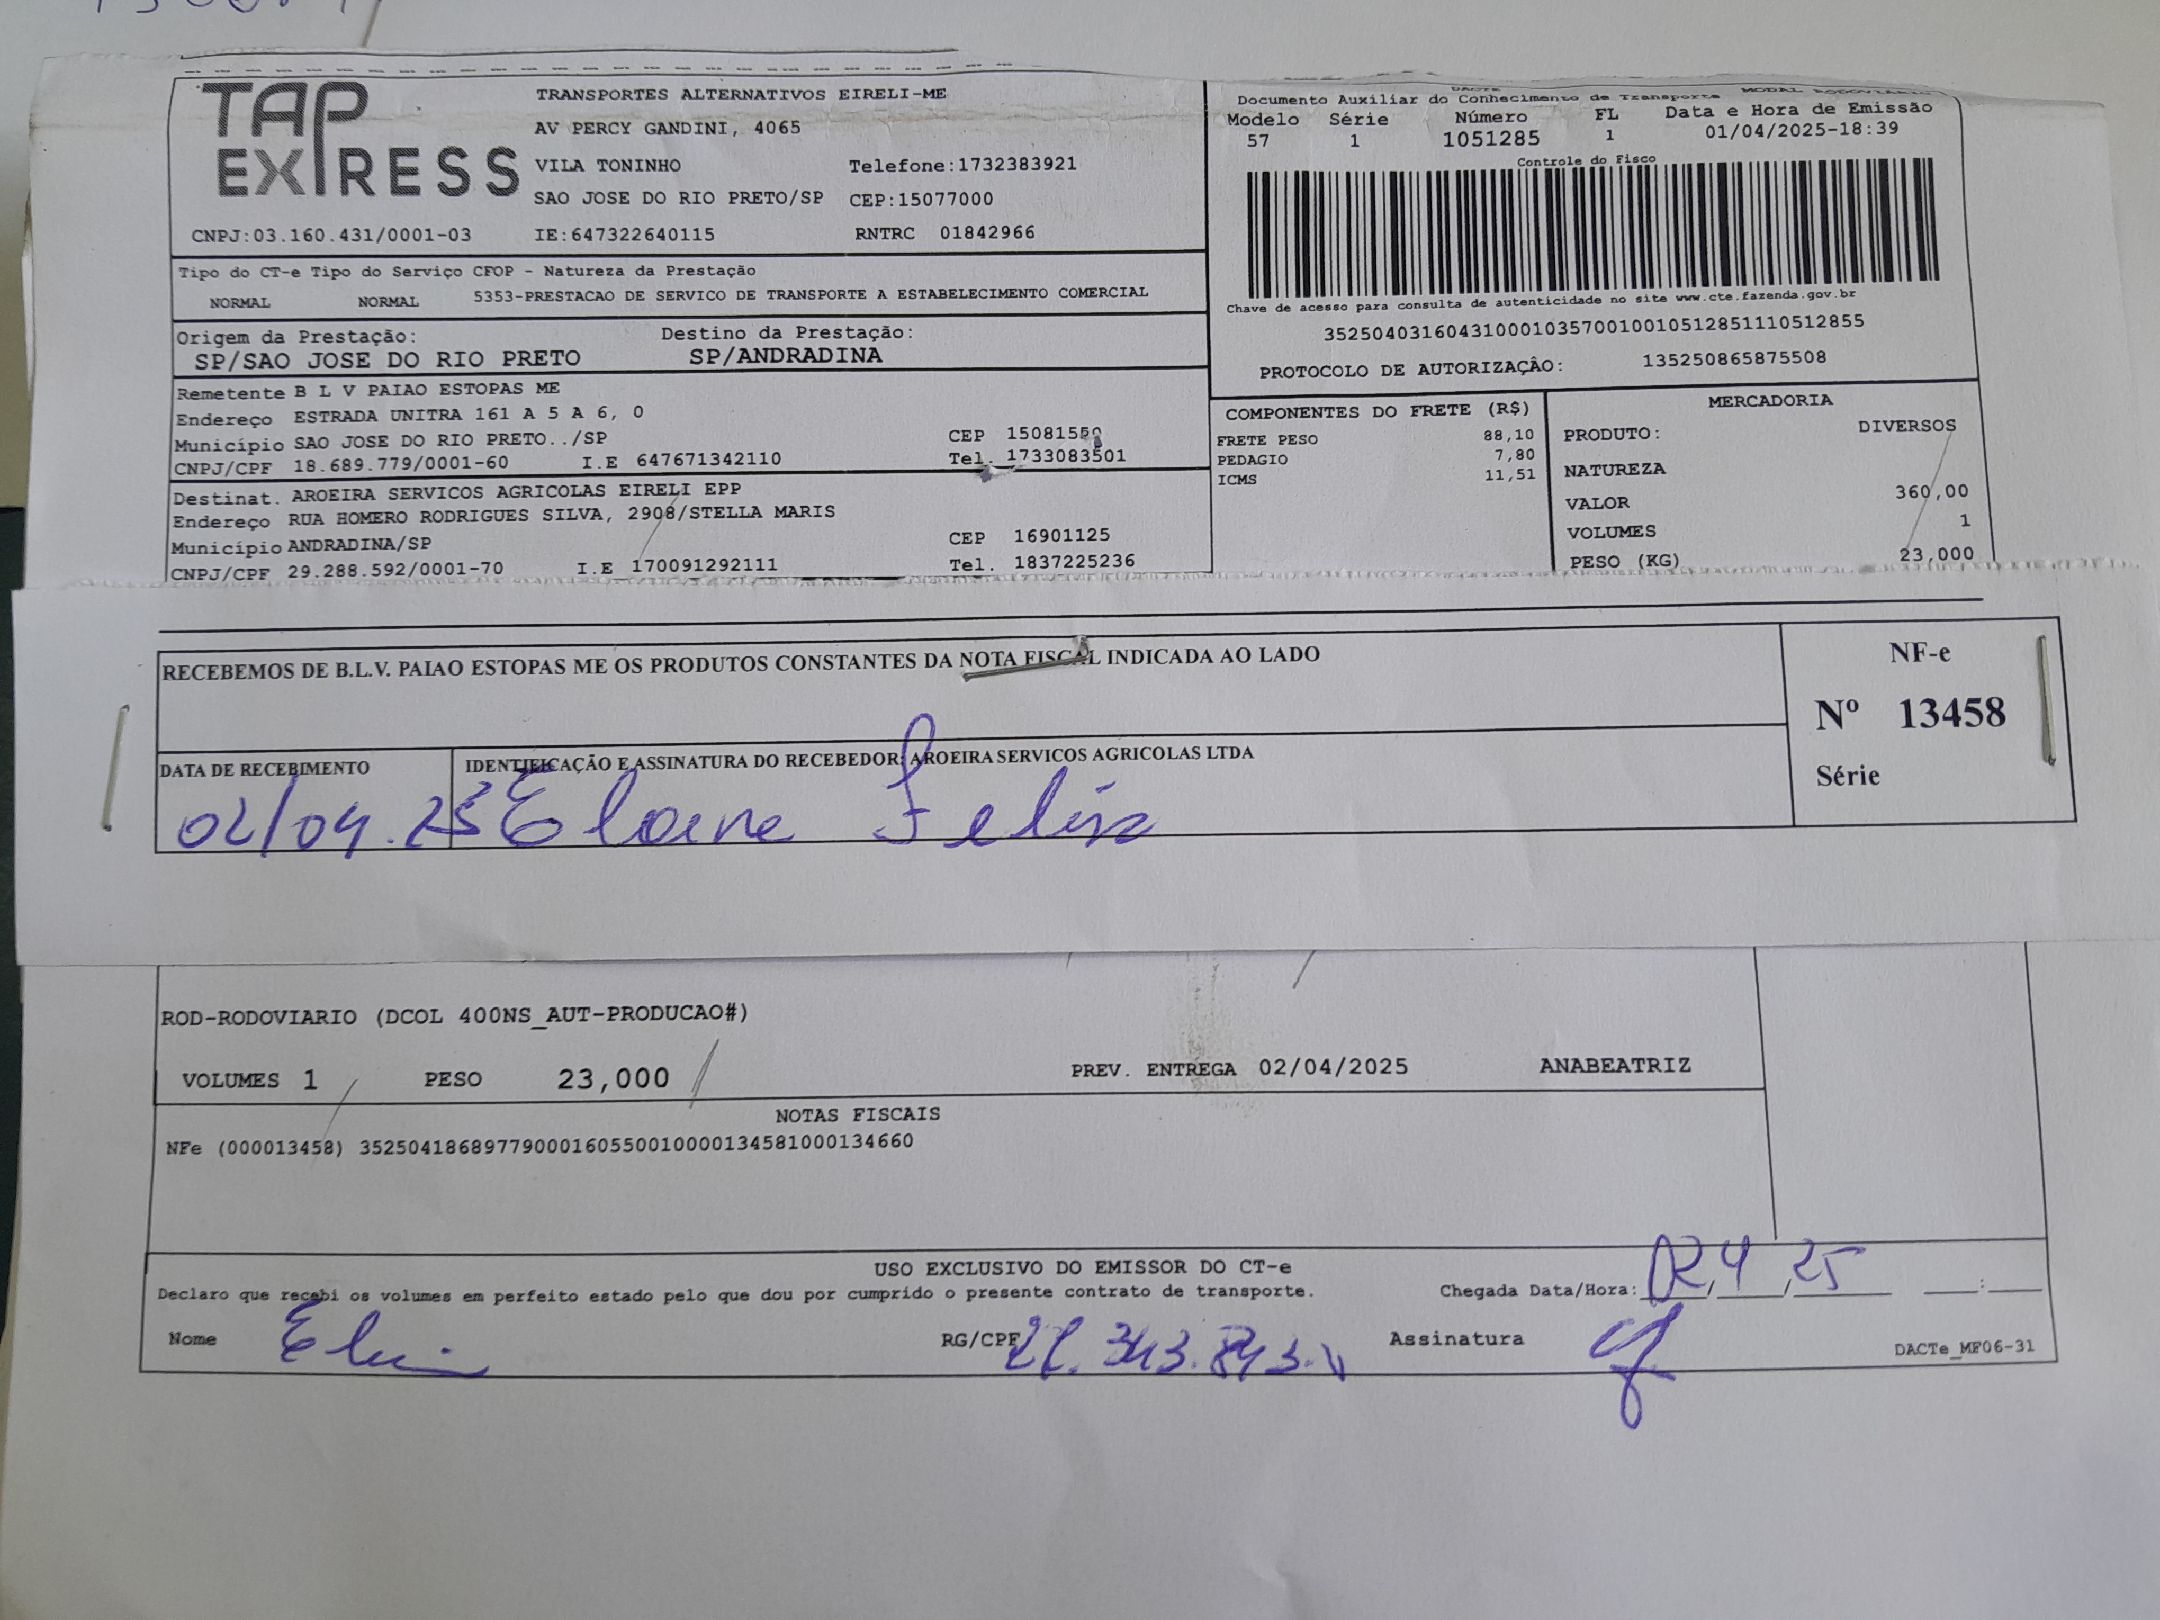 TAP EXPRESS
TRANSPORTES ALTERNATIVOS EIRELI-ME
AV PERCY GANDINI, 4065
VILA TONINHO Telefone:1732383921
SAO JOSE DO RIO PRETO/SP CEP:15077000
CNPJ:03.160.431/0001-03 IE:647322640115 RNTRC 01842966
DACTE MODAL RODOVIÁRIO
Documento Auxiliar do Conhecimento de Transporte
Modelo Série Número FL Data e Hora de Emissão
57 1 1051285 1 01/04/2025-18:39
Controle do Fisco
Chave de acesso para consulta de autenticidade no site www.cte.fazenda.gov.br
35250403160431000103570010010512851110512855
PROTOCOLO DE AUTORIZAÇÂO: 135250865875508
Tipo do CT-e Tipo do Serviço CFOP - Natureza da Prestação
NORMAL NORMAL 5353-PRESTACAO DE SERVICO DE TRANSPORTE A ESTABELECIMENTO COMERCIAL
Origem da Prestação: Destino da Prestação:
SP/SAO JOSE DO RIO PRETO SP/ANDRADINA
Remetente B L V PAIAO ESTOPAS ME
Endereço ESTRADA UNITRA 161 A 5 A 6, 0
Município SAO JOSE DO RIO PRETO../SP CEP 15081550
CNPJ/CPF 18.689.779/0001-60 I.E 647671342110 Tel. 1733083501
Destinat. AROEIRA SERVICOS AGRICOLAS EIRELI EPP
Endereço RUA HOMERO RODRIGUES SILVA, 2908/STELLA MARIS
Município ANDRADINA/SP CEP 16901125
CNPJ/CPF 29.288.592/0001-70 I.E 170091292111 Tel. 1837225236
COMPONENTES DO FRETE (R$)
FRETE PESO 88,10
PEDAGIO 7,80
ICMS 11,51
MERCADORIA
PRODUTO: DIVERSOS
NATUREZA
VALOR 360,00
VOLUMES 1
PESO (KG) 23,000
RECEBEMOS DE B.L.V. PAIAO ESTOPAS ME OS PRODUTOS CONSTANTES DA NOTA FISCAL INDICADA AO LADO
NF-e
Nº 13458
Série
DATA DE RECEBIMENTO IDENTIFICAÇÃO E ASSINATURA DO RECEBEDOR: AROEIRA SERVICOS AGRICOLAS LTDA
02/04.25 Elaine Felix
ROD-RODOVIARIO (DCOL 400NS_AUT-PRODUCAO#)
VOLUMES 1 PESO 23,000 PREV. ENTREGA 02/04/2025 ANABEATRIZ
NOTAS FISCAIS
NFe (000013458) 35250418689779000160550010000134581000134660
USO EXCLUSIVO DO EMISSOR DO CT-e
Declaro que recebi os volumes em perfeito estado pelo que dou por cumprido o presente contrato de transporte. Chegada Data/Hora: 02/4/25 :
Nome RG/CPF Assinatura DACTe_MF06-31